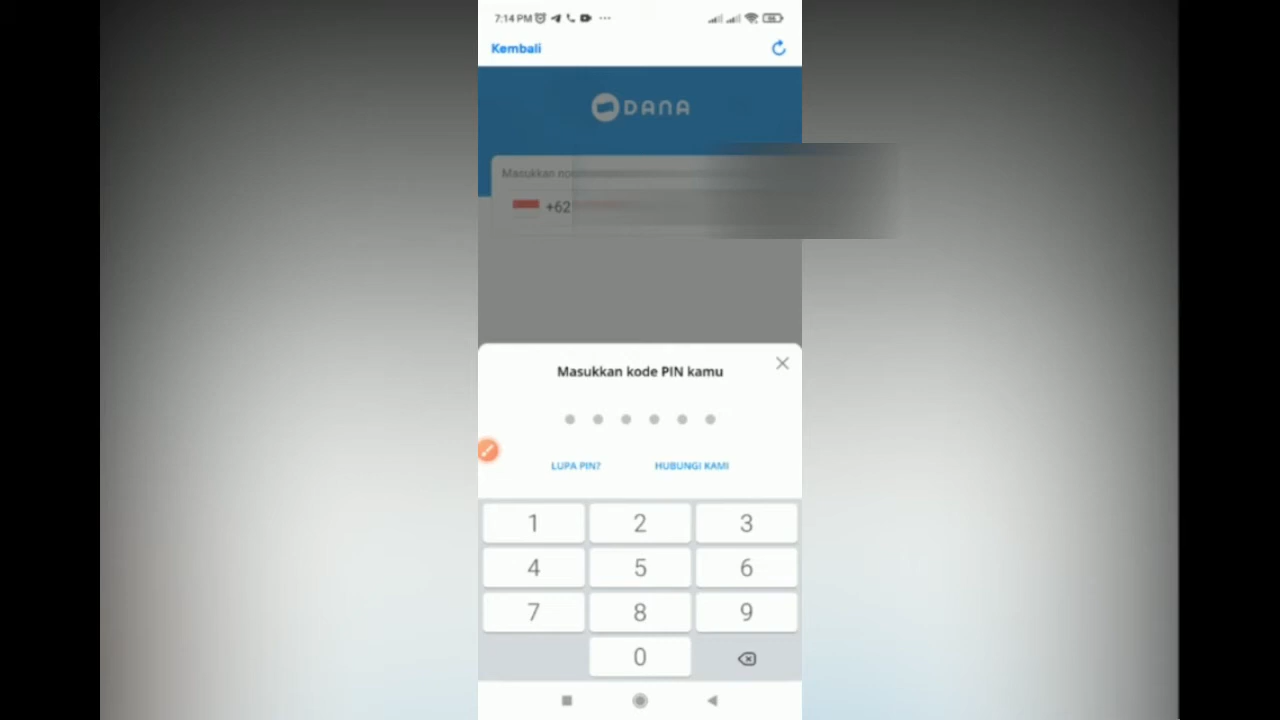 7:14 PM
Kembali
DANA
Masukkan
+62
Masukkan kode PIN kamu
LUPA PIN?
HUBUNGI KAMI
1 2 3
4 5 6
7 8 9
0